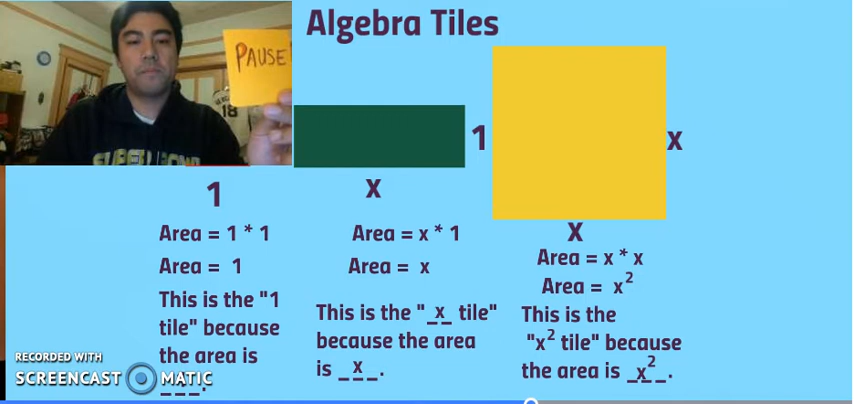 Algebra Tiles
PAUSE
18
1
x
x
1
x
Area = 1 * 1
Area = 1
This is the "1
tile" because
the area is
___.
Area = x * 1
Area = x
This is the "_x_ tile"
because the area
is _x_.
Area = x * x
Area = x²
This is the
"x² tile" because
the area is _x²_.
RECORDED WITH
SCREENCAST MATIC